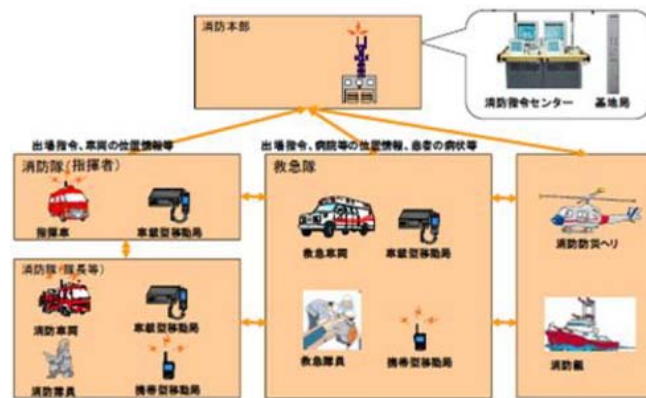 消防本部
消防指令センター
基地局
出場指令、車両の位置情報等
出場指令、病院等の位置情報、患者の病状等
消防隊(指揮者)
指揮車
車載型移動局
救急隊
救急車両
車載型移動局
消防防災ヘリ
消防隊(隊長等)
消防車両
車載型移動局
消防隊員
携帯型移動局
救急隊員
携帯型移動局
消防艇